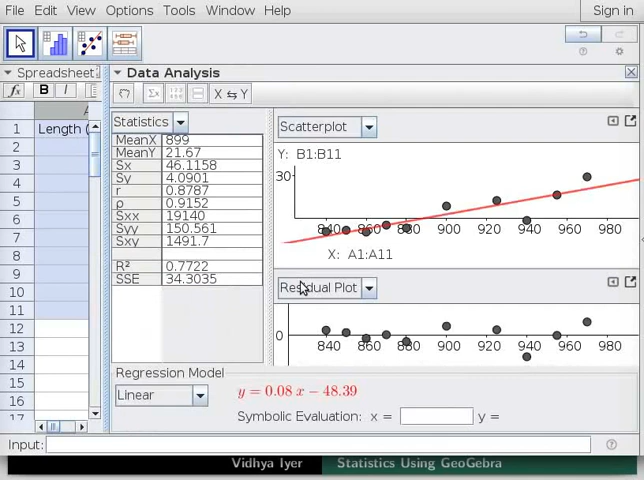 File Edit View Options Tools Window Help Sign in
Spreadsheet Data Analysis
fx B I
Σx X ⇆ Y
A
1 Length (
2
3
4
5
6
7
8
9
10
11
12
13
14
15
16
17
Statistics
MeanX 899
MeanY 21.67
Sx 46.1158
Sy 4.0901
r 0.8787
ρ 0.9152
Sxx 19140
Syy 150.561
Sxy 1491.7
R² 0.7722
SSE 34.3035
Scatterplot
Y: B1:B11
30
840 860 880 900 920 940 960 980
X: A1:A11
Residual Plot
0
840 860 880 900 920 940 960 980
Regression Model
Linear
y = 0.08 x − 48.39
Symbolic Evaluation: x = y =
Input:
Vidhya Iyer Statistics Using GeoGebra